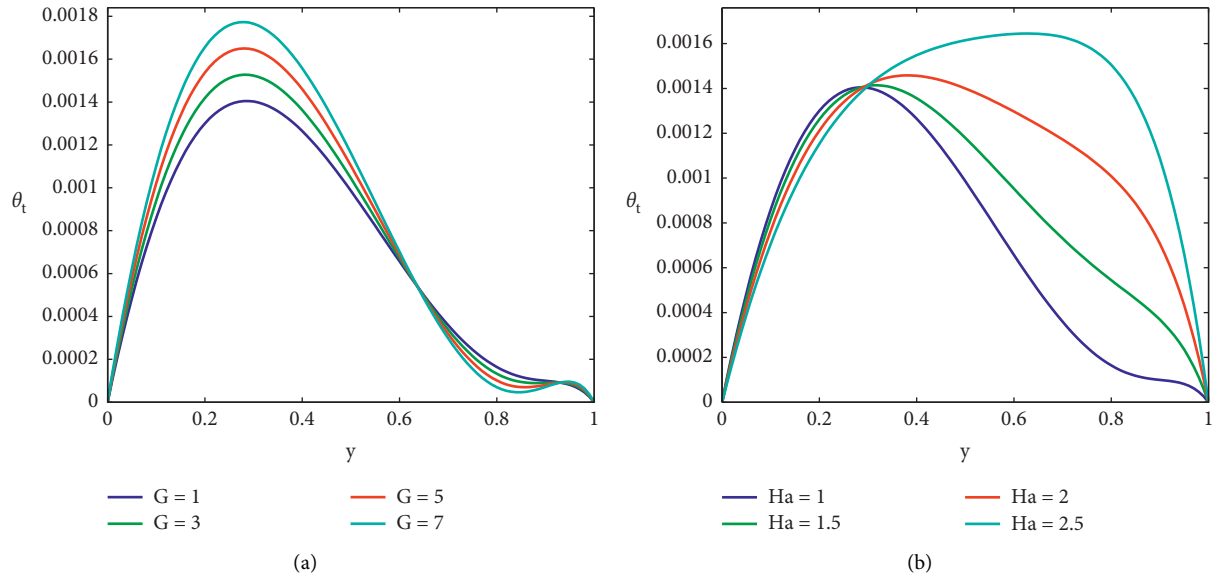 0.0018
0.0016
0.0014
0.0012
0.001
θt
0.0008
0.0006
0.0004
0.0002
0
0 0.2 0.4 0.6 0.8 1
y
G = 1 G = 5
G = 3 G = 7
(a)
0.0016
0.0014
0.0012
0.001
θt
0.0008
0.0006
0.0004
0.0002
0
0 0.2 0.4 0.6 0.8 1
y
Ha = 1 Ha = 2
Ha = 1.5 Ha = 2.5
(b)